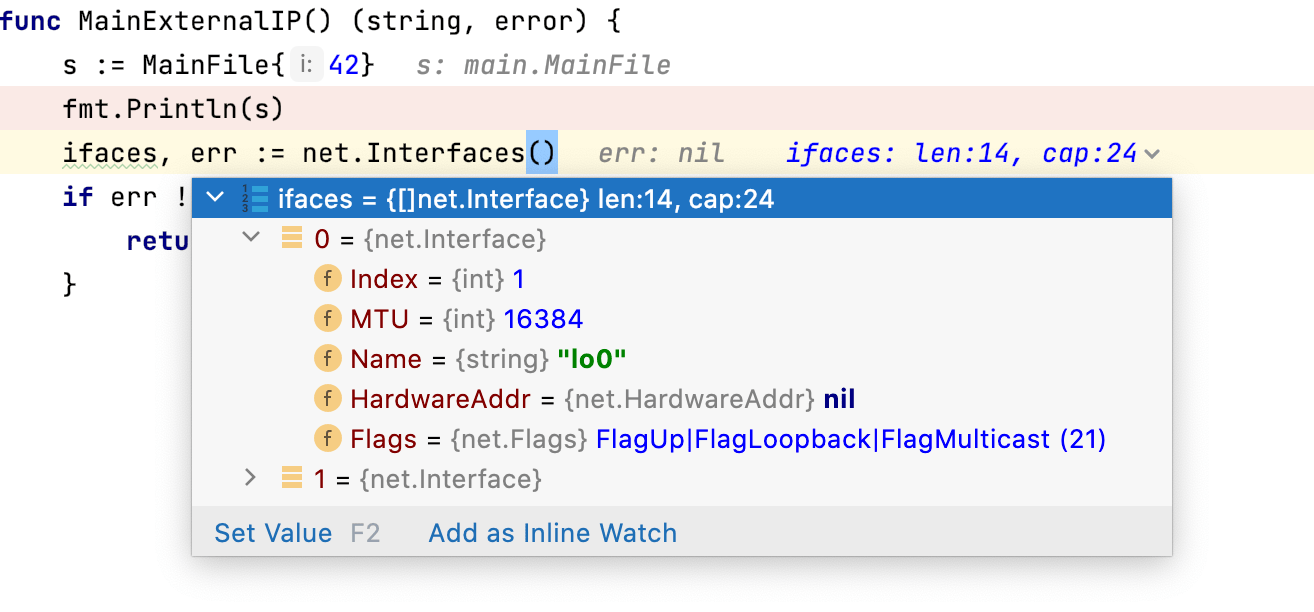 func MainExternalIP() (string, error) {
s := MainFile{ i: 42} s: main.MainFile
fmt.Println(s)
ifaces, err := net.Interfaces() err: nil ifaces: len:14, cap:24
if err !
ifaces = {[]net.Interface} len:14, cap:24
0 = {net.Interface}
retu
f Index = {int} 1
}
f MTU = {int} 16384
f Name = {string} "lo0"
f HardwareAddr = {net.HardwareAddr} nil
f Flags = {net.Flags} FlagUp|FlagLoopback|FlagMulticast (21)
1 = {net.Interface}
Set Value F2 Add as Inline Watch